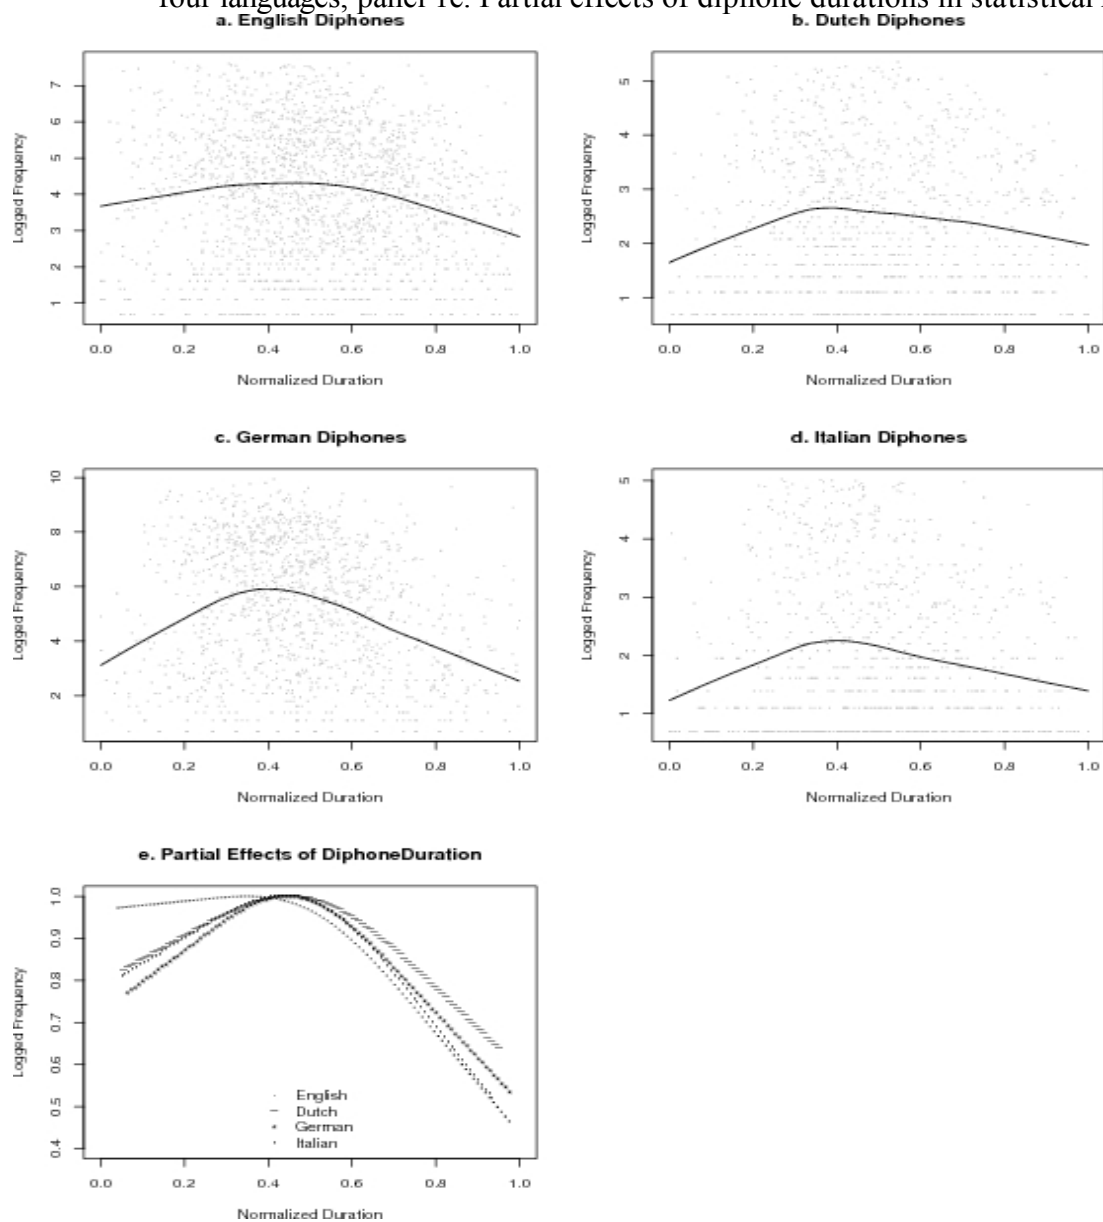 four languages; panel 1e: Partial effects of diphone durations in statistical
a. English Diphones
Logged Frequency
7
6
5
4
3
2
1
0.0 0.2 0.4 0.6 0.8 1.0
Normalized Duration
b. Dutch Diphones
Logged Frequency
5
4
3
2
1
0.0 0.2 0.4 0.6 0.8 1.0
Normalized Duration
c. German Diphones
Logged Frequency
10
8
6
4
2
0.0 0.2 0.4 0.6 0.8 1.0
Normalized Duration
d. Italian Diphones
Logged Frequency
5
4
3
2
1
0.0 0.2 0.4 0.6 0.8 1.0
Normalized Duration
e. Partial Effects of DiphoneDuration
Logged Frequency
1.0
0.9
0.8
0.7
0.6
0.5
0.4
English
Dutch
German
Italian
0.0 0.2 0.4 0.6 0.8 1.0
Normalized Duration